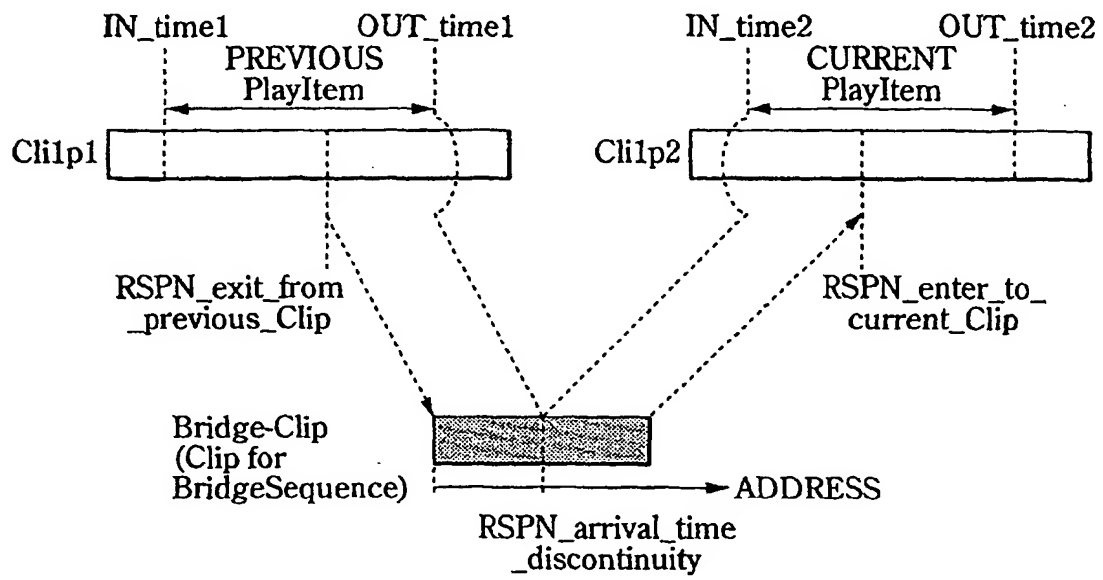 IN_time1
OUT_time1
PREVIOUS
PlayItem
IN_time2
OUT_time2
CURRENT
PlayItem
Cli1p1
Cli1p2
RSPN_exit_from
_previous_Clip
RSPN_enter_to_
current_Clip
Bridge-Clip
(Clip for
BridgeSequence)
ADDRESS
RSPN_arrival_time
_discontinuity